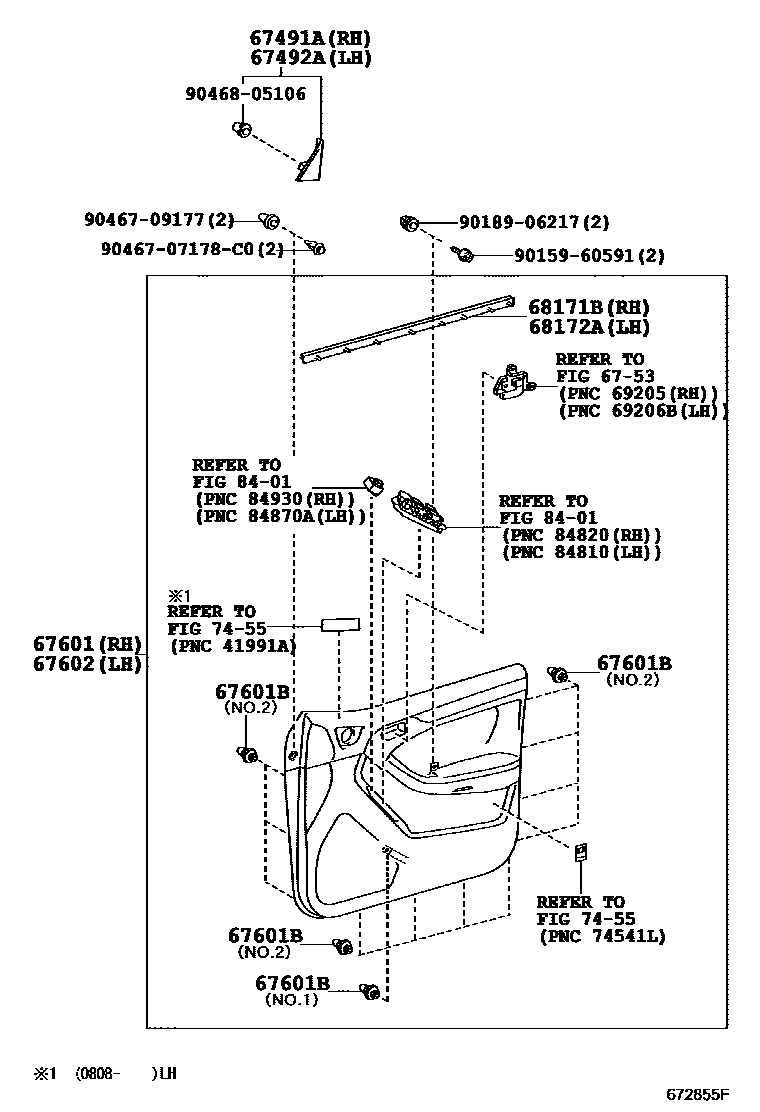 67491A(RH)
67492A(LH)
90468-05106
90467-09177(2)
90189-06217(2)
90467-07178-C0(2)
90159-60591(2)
68171B(RH)
68172A(LH)
REFER TO
FIG 67-53
(PNC 69205(RH))
(PNC 69206B(LH))
REFER TO
FIG 84-01
(PNC 84930(RH))
(PNC 84870A(LH))
REFER TO
FIG 84-01
(PNC 84820(RH))
(PNC 84810(LH))
※1
REFER TO
FIG 74-55
(PNC 41991A)
67601(RH)
67602(LH)
67601B
(NO.2)
67601B
(NO.2)
REFER TO
FIG 74-55
(PNC 74541L)
67601B
(NO.2)
67601B
(NO.1)
※1 (0808- )LH
672855F